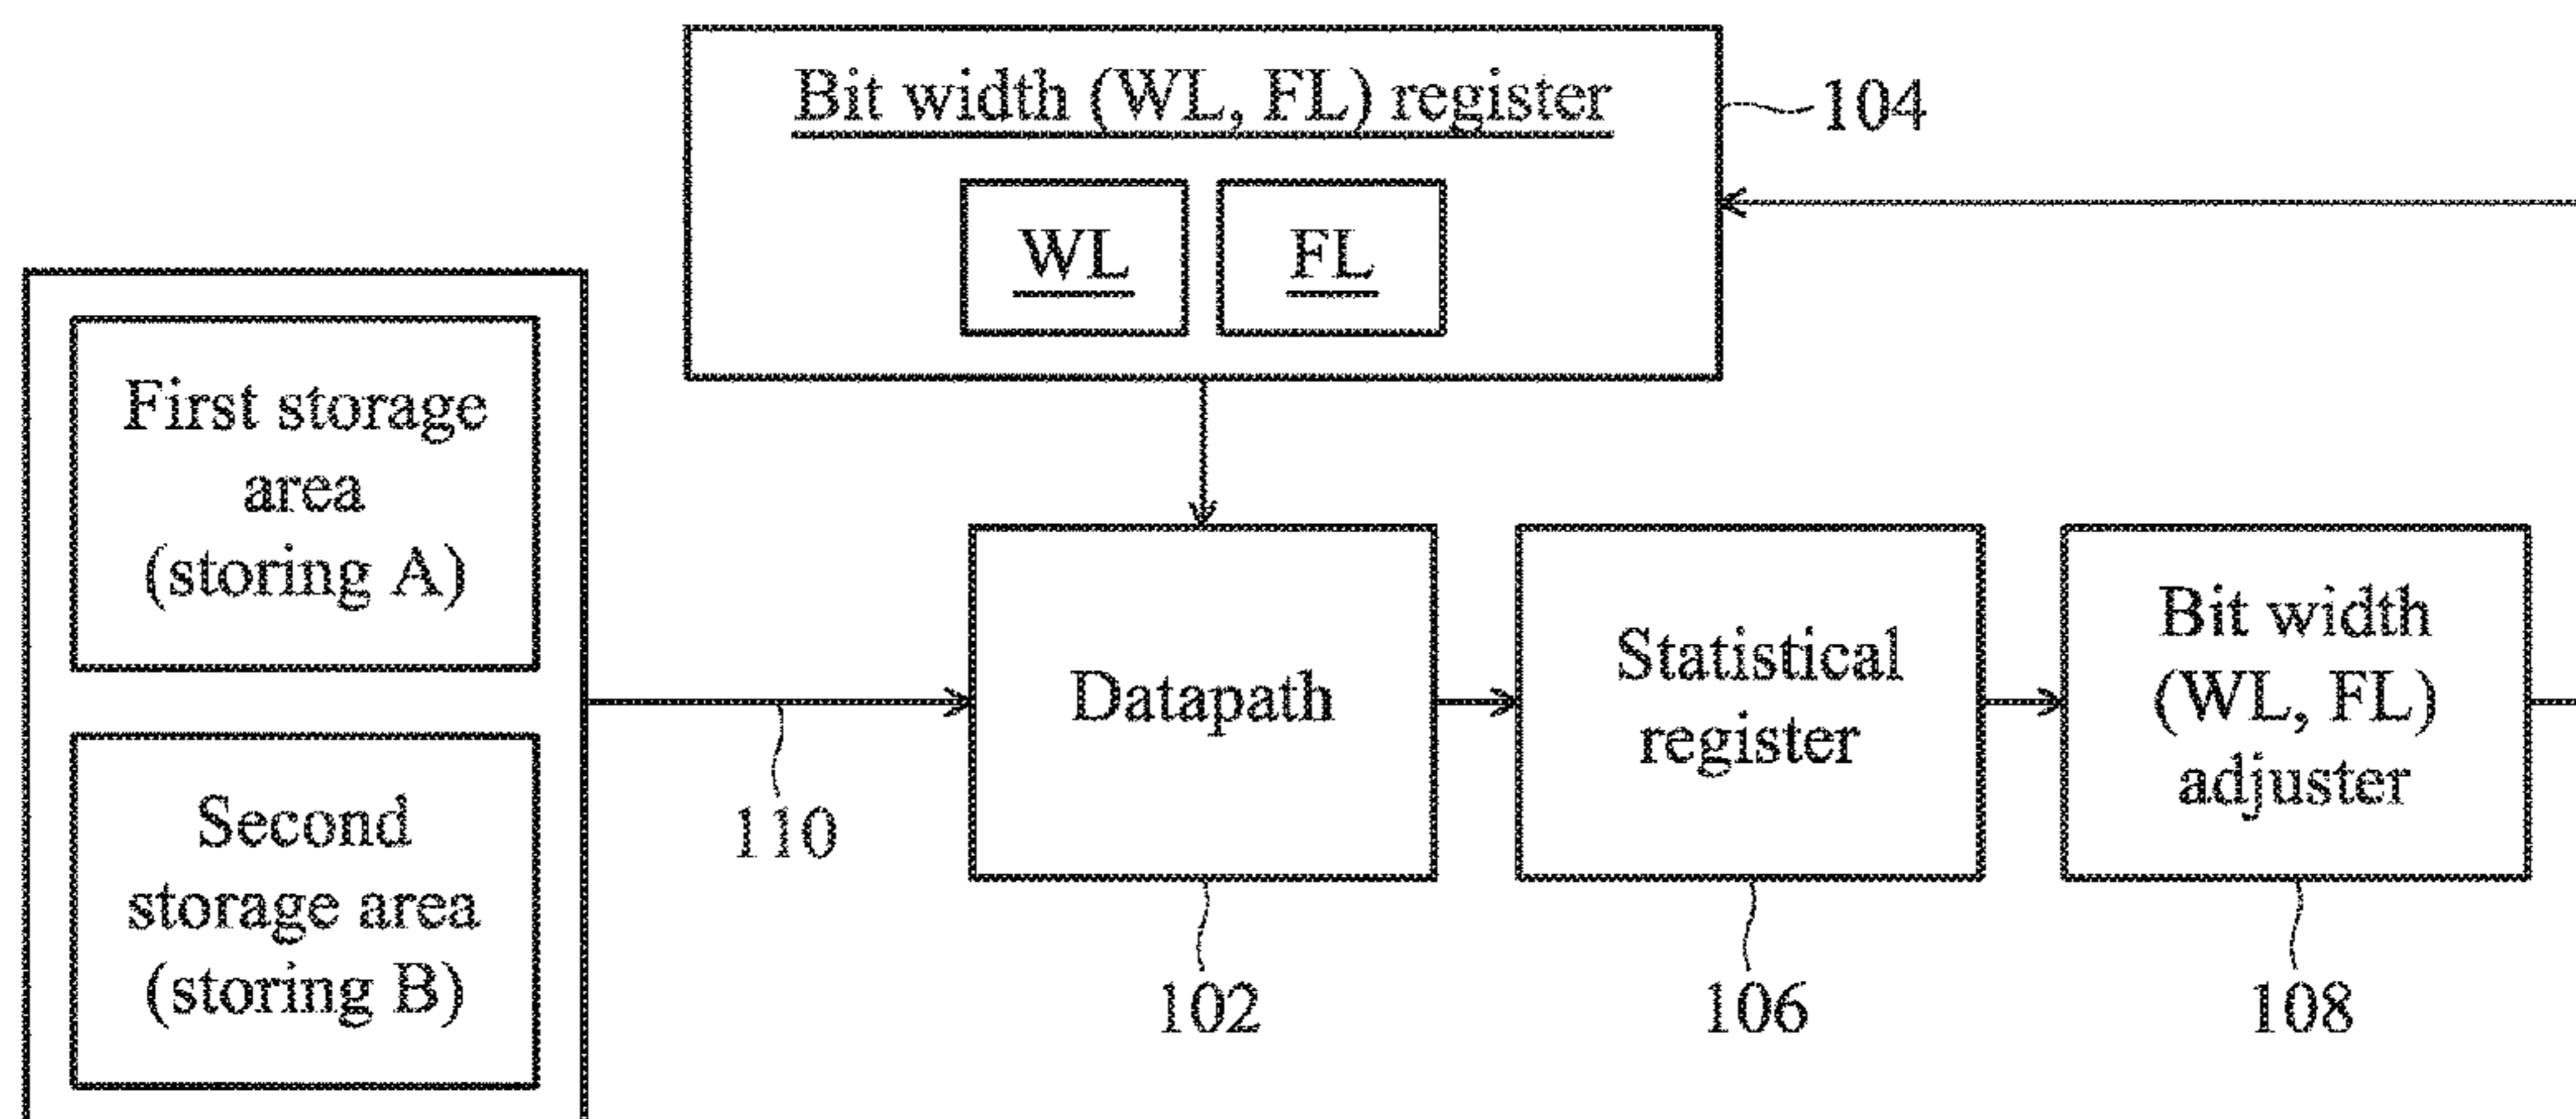 Bit width (WL, FL) register
104
WL
FL
First storage
area
(storing A)
Second
storage area
(storing B)
110
Datapath
102
Statistical
register
106
Bit width
(WL, FL)
adjuster
108